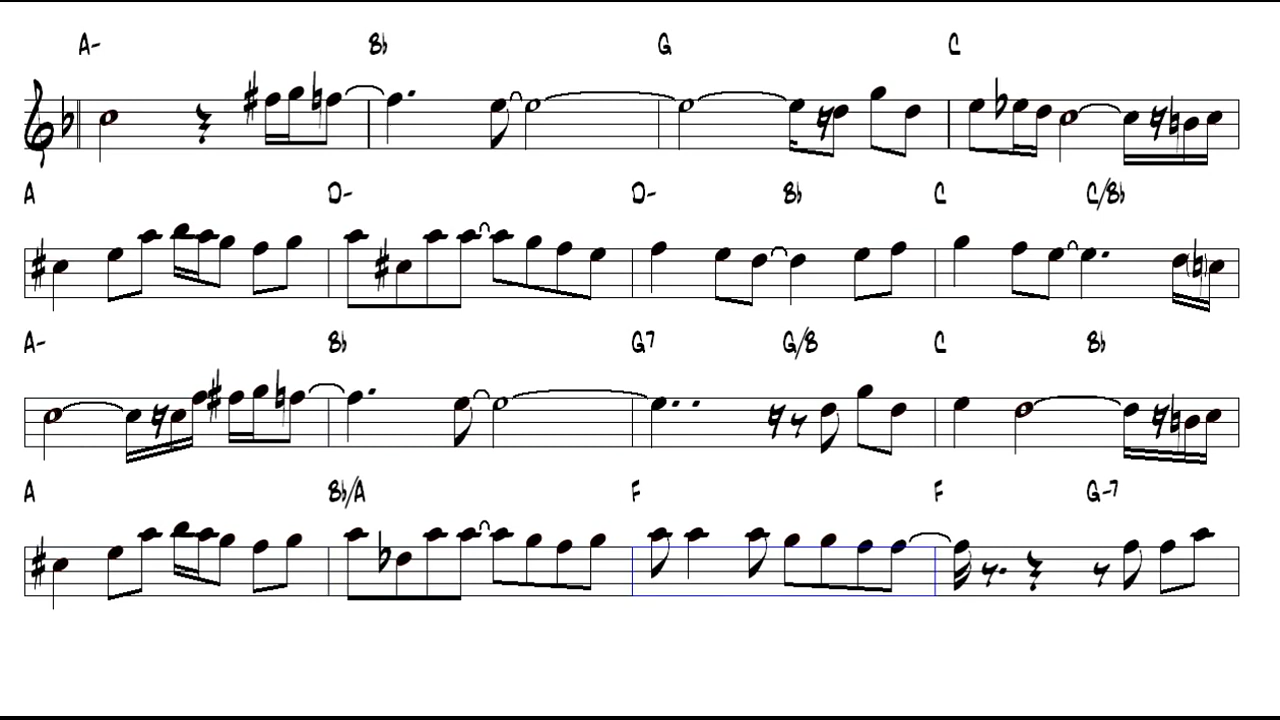 A- B♭ G C
A D- D- B♭ C C/B♭
A- B♭ G7 G/B C B♭
A B♭/A F F G-7